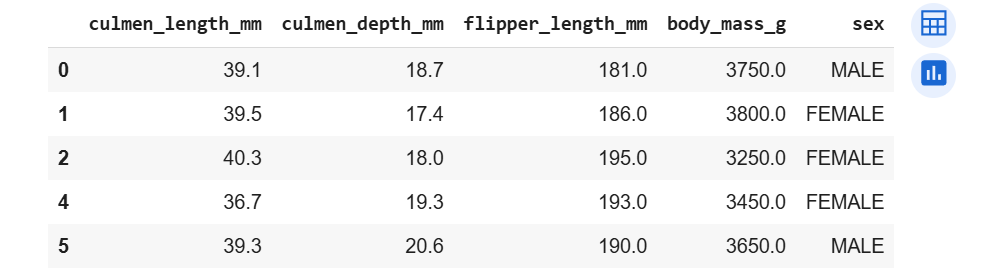 culmen_length_mm culmen_depth_mm flipper_length_mm body_mass_g sex
0 39.1 18.7 181.0 3750.0 MALE
1 39.5 17.4 186.0 3800.0 FEMALE
2 40.3 18.0 195.0 3250.0 FEMALE
4 36.7 19.3 193.0 3450.0 FEMALE
5 39.3 20.6 190.0 3650.0 MALE